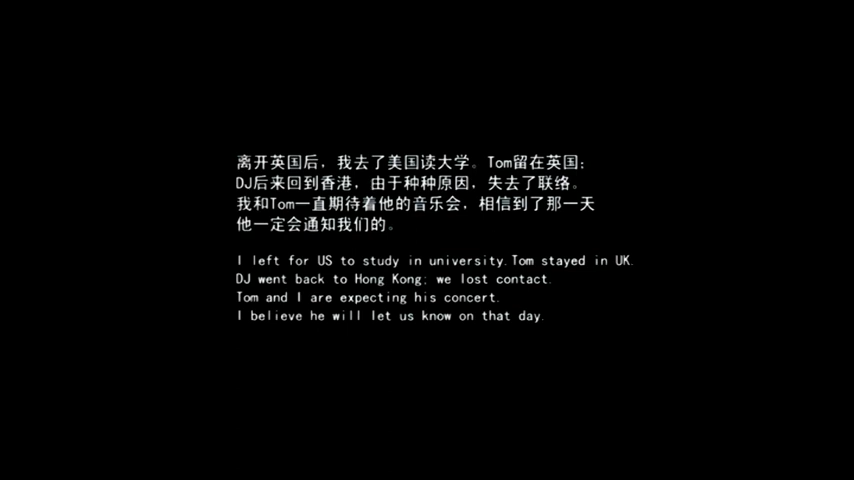 离开英国后，我去了美国读大学。Tom留在英国；
DJ后来回到香港，由于种种原因，失去了联络。
我和Tom一直期待着他的音乐会，相信到了那一天
他一定会通知我们的。
I left for US to study in university.Tom stayed in UK.
DJ went back to Hong Kong; we lost contact.
Tom and I are expecting his concert.
I believe he will let us know on that day.